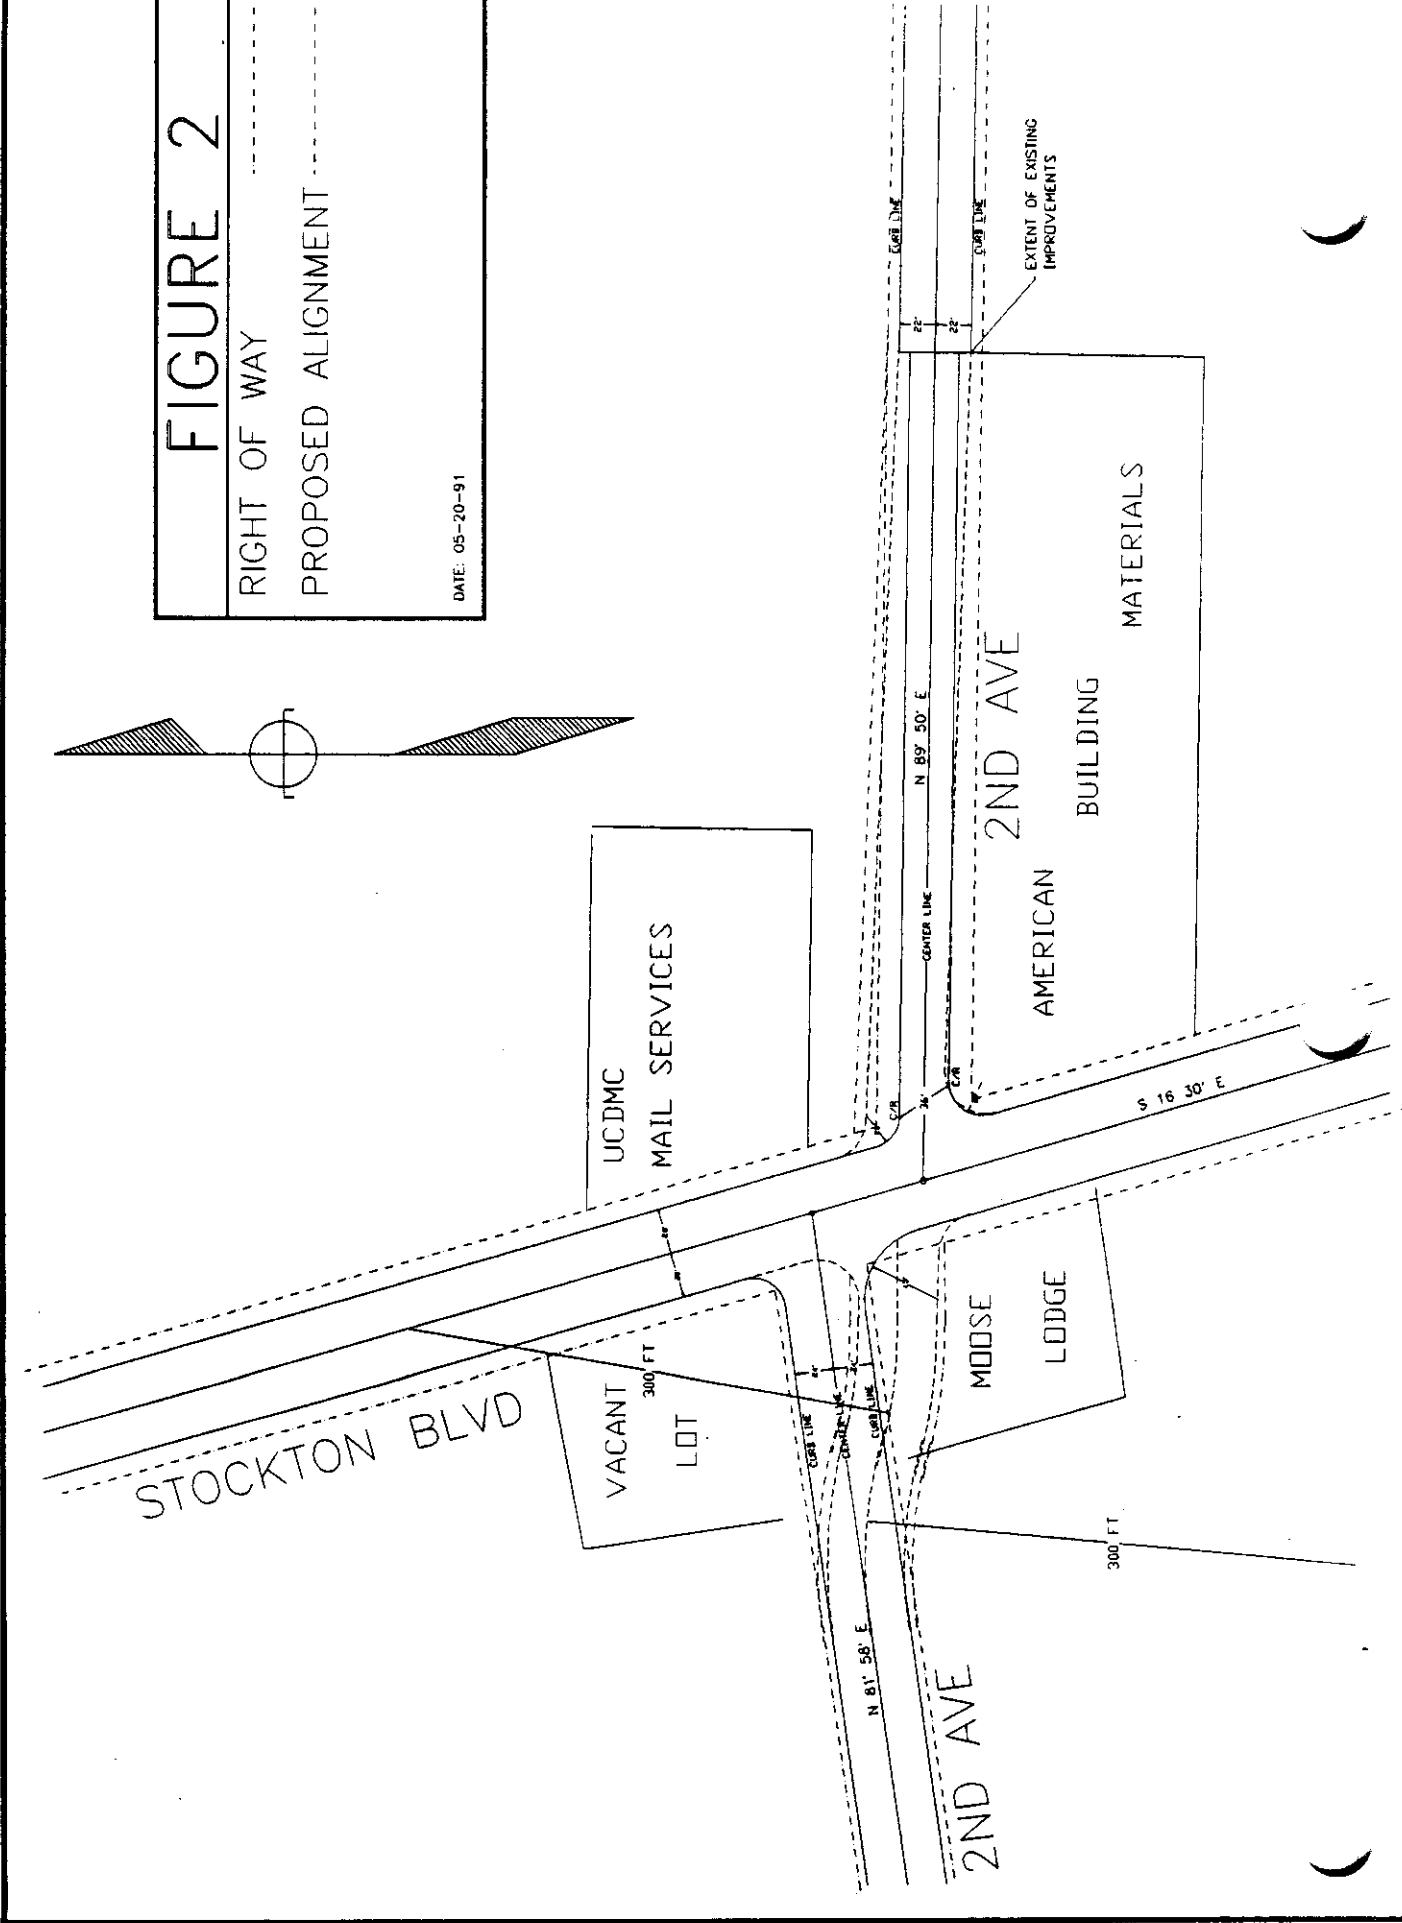 FIGURE 2
RIGHT OF WAY
PROPOSED ALIGNMENT
DATE: 05-20-91
STOCKTON BLVD
UCDMC
MAIL SERVICES
VACANT
LOT
300 FT
CURB LINE
CENTER LINE
CURB LINE
N 81° 58' E
2ND AVE
MOOSE
LODGE
300 FT
C/R
36'
C/R
CENTER LINE
N 89° 50' E
2ND AVE
AMERICAN
BUILDING
MATERIALS
S 16 30' E
CURB LINE
CURB LINE
22'
22'
EXTENT OF EXISTING
IMPROVEMENTS